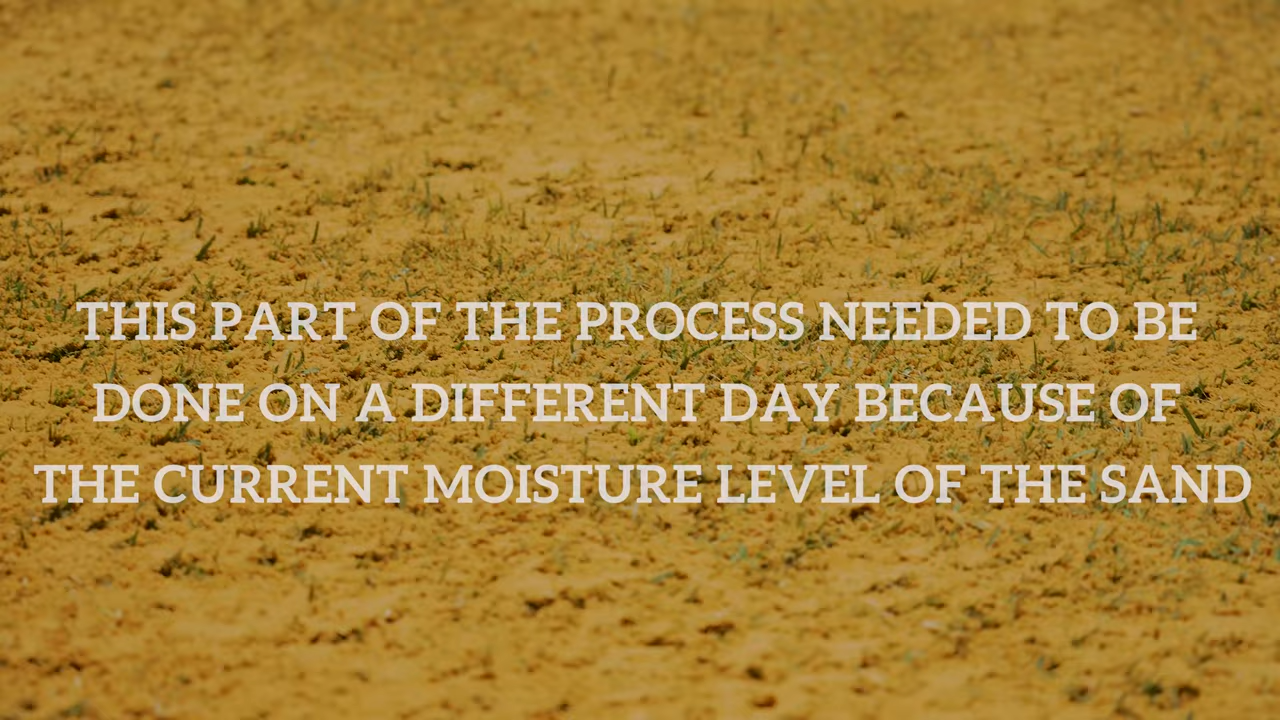 THIS PART OF THE PROCESS NEEDED TO BE
DONE ON A DIFFERENT DAY BECAUSE OF
THE CURRENT MOISTURE LEVEL OF THE SAND